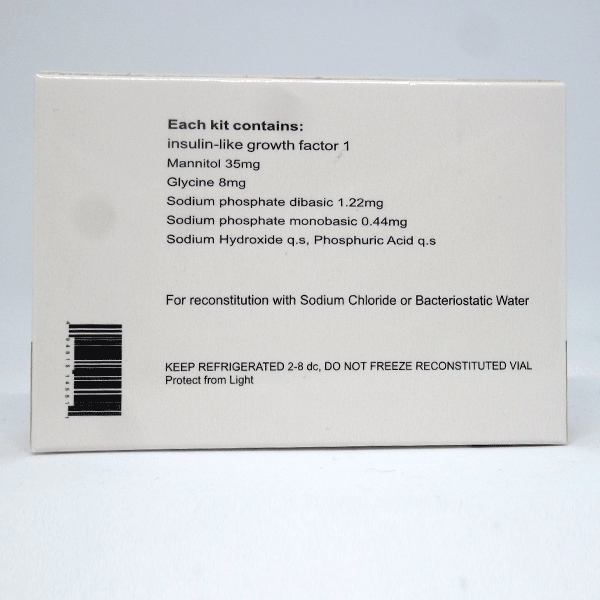 Each kit contains:
insulin-like growth factor 1
Mannitol 35mg
Glycine 8mg
Sodium phosphate dibasic 1.22mg
Sodium phosphate monobasic 0.44mg
Sodium Hydroxide q.s, Phosphuric Acid q.s
For reconstitution with Sodium Chloride or Bacteriostatic Water
KEEP REFRIGERATED 2-8 dc, DO NOT FREEZE RECONSTITUTED VIAL
Protect from Light